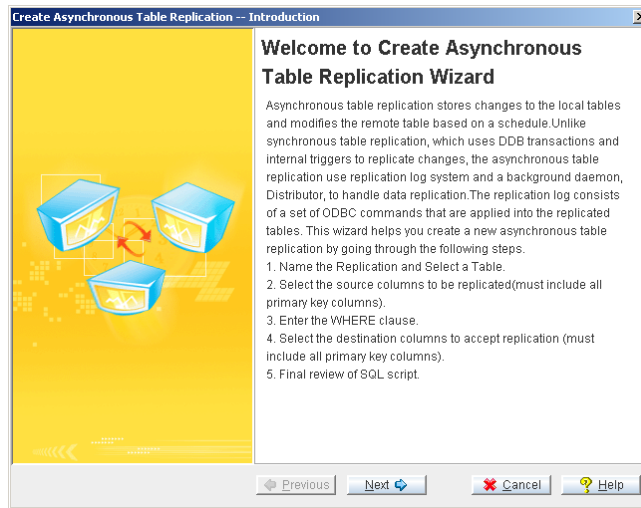 Create Asynchronous Table Replication -- Introduction
Welcome to Create Asynchronous
Table Replication Wizard
Asynchronous table replication stores changes to the local tables
and modifies the remote table based on a schedule.Unlike
synchronous table replication, which uses DDB transactions and
internal triggers to replicate changes, the asynchronous table
replication use replication log system and a background daemon,
Distributor, to handle data replication.The replication log consists
of a set of ODBC commands that are applied into the replicated
tables. This wizard helps you create a new asynchronous table
replication by going through the following steps.
1. Name the Replication and Select a Table.
2. Select the source columns to be replicated(must include all
primary key columns).
3. Enter the WHERE clause.
4. Select the destination columns to accept replication (must
include all primary key columns).
5. Final review of SQL script.
Previous Next Cancel Help